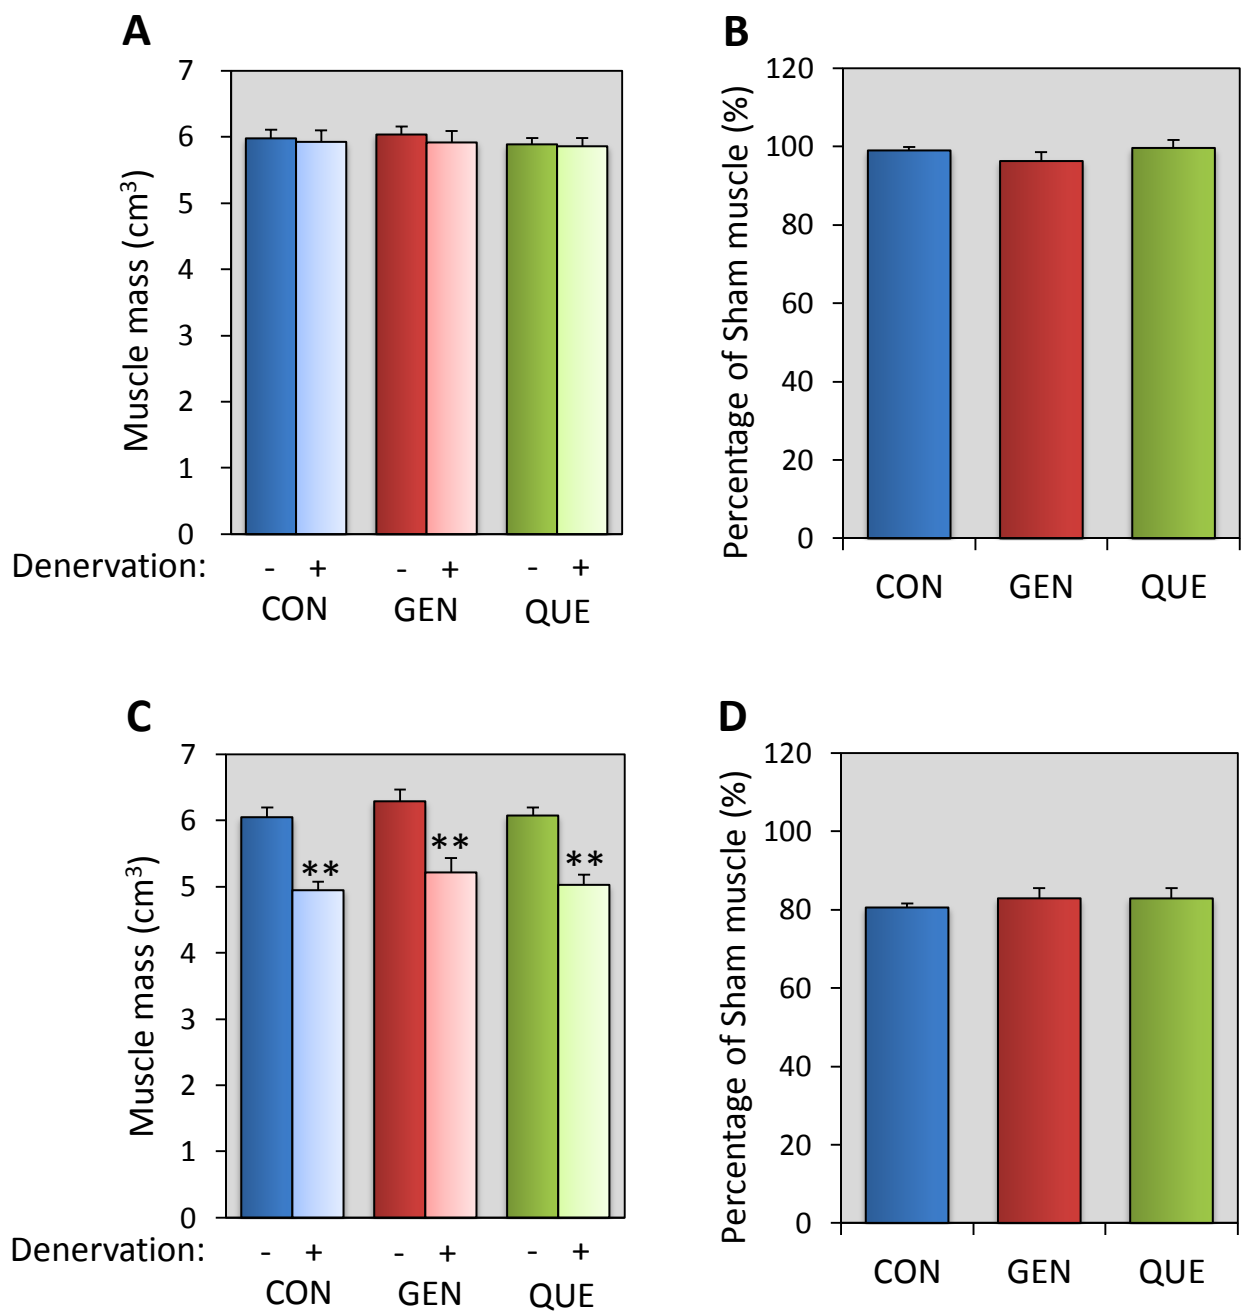 A
Muscle mass (cm³)
7
6
5
4
3
2
1
0
Denervation: - + - + - +
CON GEN QUE
B
Percentage of Sham muscle (%)
120
100
80
60
40
20
0
CON GEN QUE
C
Muscle mass (cm³)
7
6
5
4
3
2
1
0
** ** **
Denervation: - + - + - +
CON GEN QUE
D
Percentage of Sham muscle (%)
120
100
80
60
40
20
0
CON GEN QUE